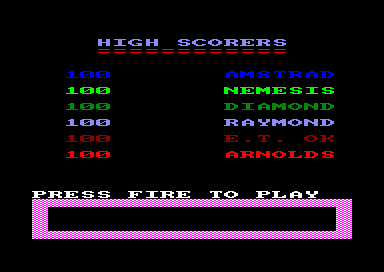 HIGH SCORERS
100 AMSTRAD
100 NEMESIS
100 DIAMOND
100 RAYMOND
100 E.T. OK
100 ARNOLDS
PRESS FIRE TO PLAY